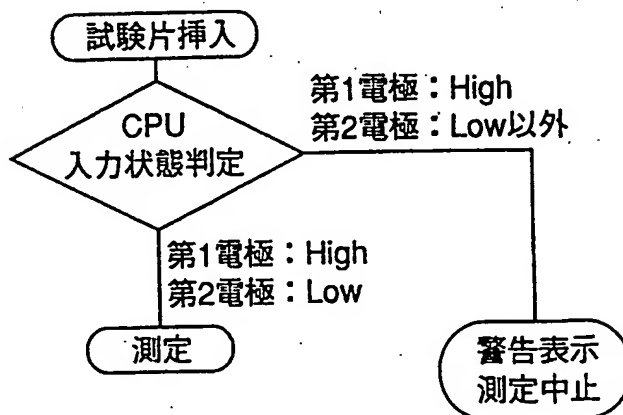 試験片挿入
CPU
入力状態判定
第1電極：High
第2電極：Low以外
第1電極：High
第2電極：Low
測定
警告表示
測定中止